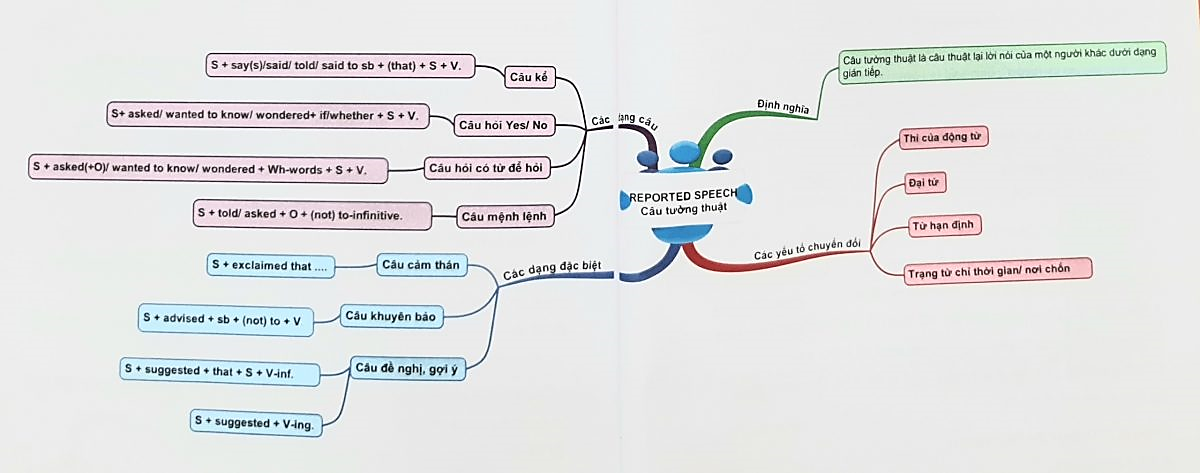 REPORTED SPEECH
Câu tường thuật
Định nghĩa
Câu tường thuật là câu thuật lại lời nói của một người khác dưới dạng
gián tiếp.
Các yếu tố chuyển đổi
Thì của động từ
Đại từ
Từ hạn định
Trạng từ chỉ thời gian/ nơi chốn
Các dạng câu
Câu kể
S + say(s)/said/ told/ said to sb + (that) + S + V.
Câu hỏi Yes/ No
S+ asked/ wanted to know/ wondered+ if/whether + S + V.
Câu hỏi có từ để hỏi
S + asked(+O)/ wanted to know/ wondered + Wh-words + S + V.
Câu mệnh lệnh
S + told/ asked + O + (not) to-infinitive.
Các dạng đặc biệt
Câu cảm thán
S + exclaimed that ....
Câu khuyên bảo
S + advised + sb + (not) to + V
Câu đề nghị, gợi ý
S + suggested + that + S + V-inf.
S + suggested + V-ing.